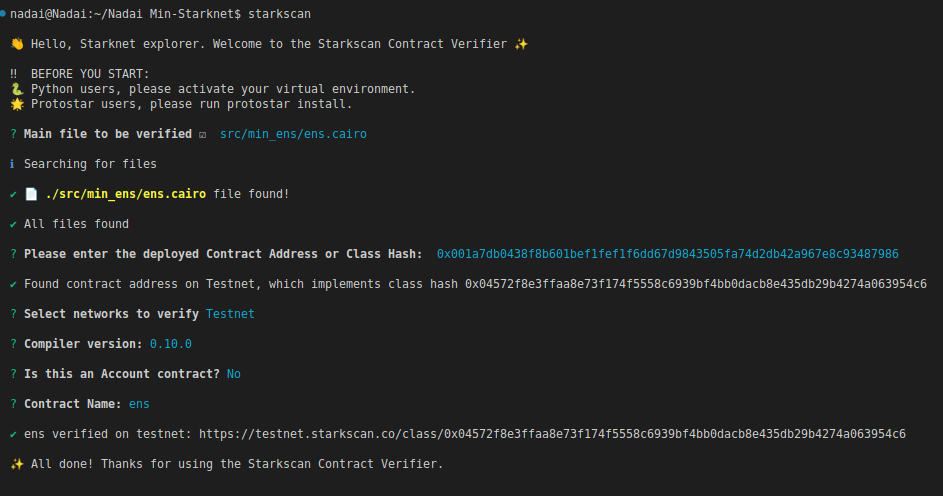 nadai@Nadai:~/Nadai Min-Starknet$ starkscan
👋 Hello, Starknet explorer. Welcome to the Starkscan Contract Verifier ✨
‼ BEFORE YOU START:
🐍 Python users, please activate your virtual environment.
🌟 Protostar users, please run protostar install.
? Main file to be verified ☑ src/min_ens/ens.cairo
ℹ Searching for files
✔ 📄 ./src/min_ens/ens.cairo file found!
✔ All files found
? Please enter the deployed Contract Address or Class Hash: 0x001a7db0438f8b601bef1fef1f6dd67d9843505fa74d2db42a967e8c93487986
✔ Found contract address on Testnet, which implements class hash 0x04572f8e3ffaa8e73f174f5558c6939bf4bb0dacb8e435db29b4274a063954c6
? Select networks to verify Testnet
? Compiler version: 0.10.0
? Is this an Account contract? No
? Contract Name: ens
✔ ens verified on testnet: https://testnet.starkscan.co/class/0x04572f8e3ffaa8e73f174f5558c6939bf4bb0dacb8e435db29b4274a063954c6
✨ All done! Thanks for using the Starkscan Contract Verifier.